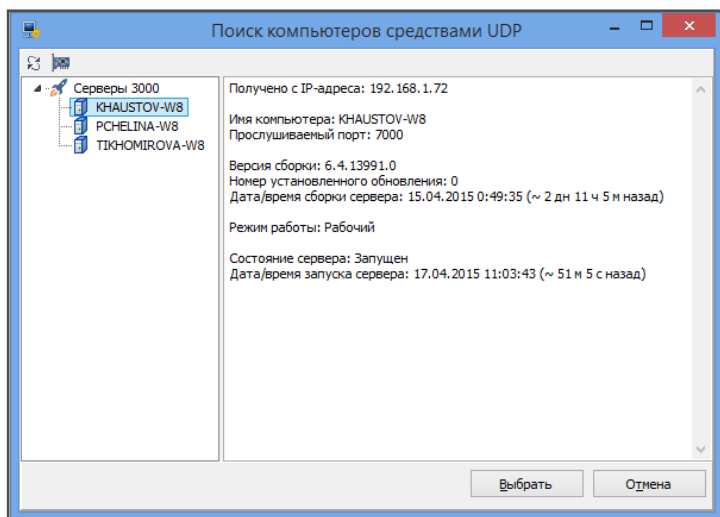 Поиск компьютеров средствами UDP
Серверы 3000
KHAUSTOV-W8
PCHELINA-W8
TIKHOMIROVA-W8
Получено с IP-адреса: 192.168.1.72
Имя компьютера: KHAUSTOV-W8
Прослушиваемый порт: 7000
Версия сборки: 6.4.13991.0
Номер установленного обновления: 0
Дата/время сборки сервера: 15.04.2015 0:49:35 (~ 2 дн 11 ч 5 м назад)
Режим работы: Рабочий
Состояние сервера: Запущен
Дата/время запуска сервера: 17.04.2015 11:03:43 (~ 51 м 5 с назад)
Выбрать
Отмена